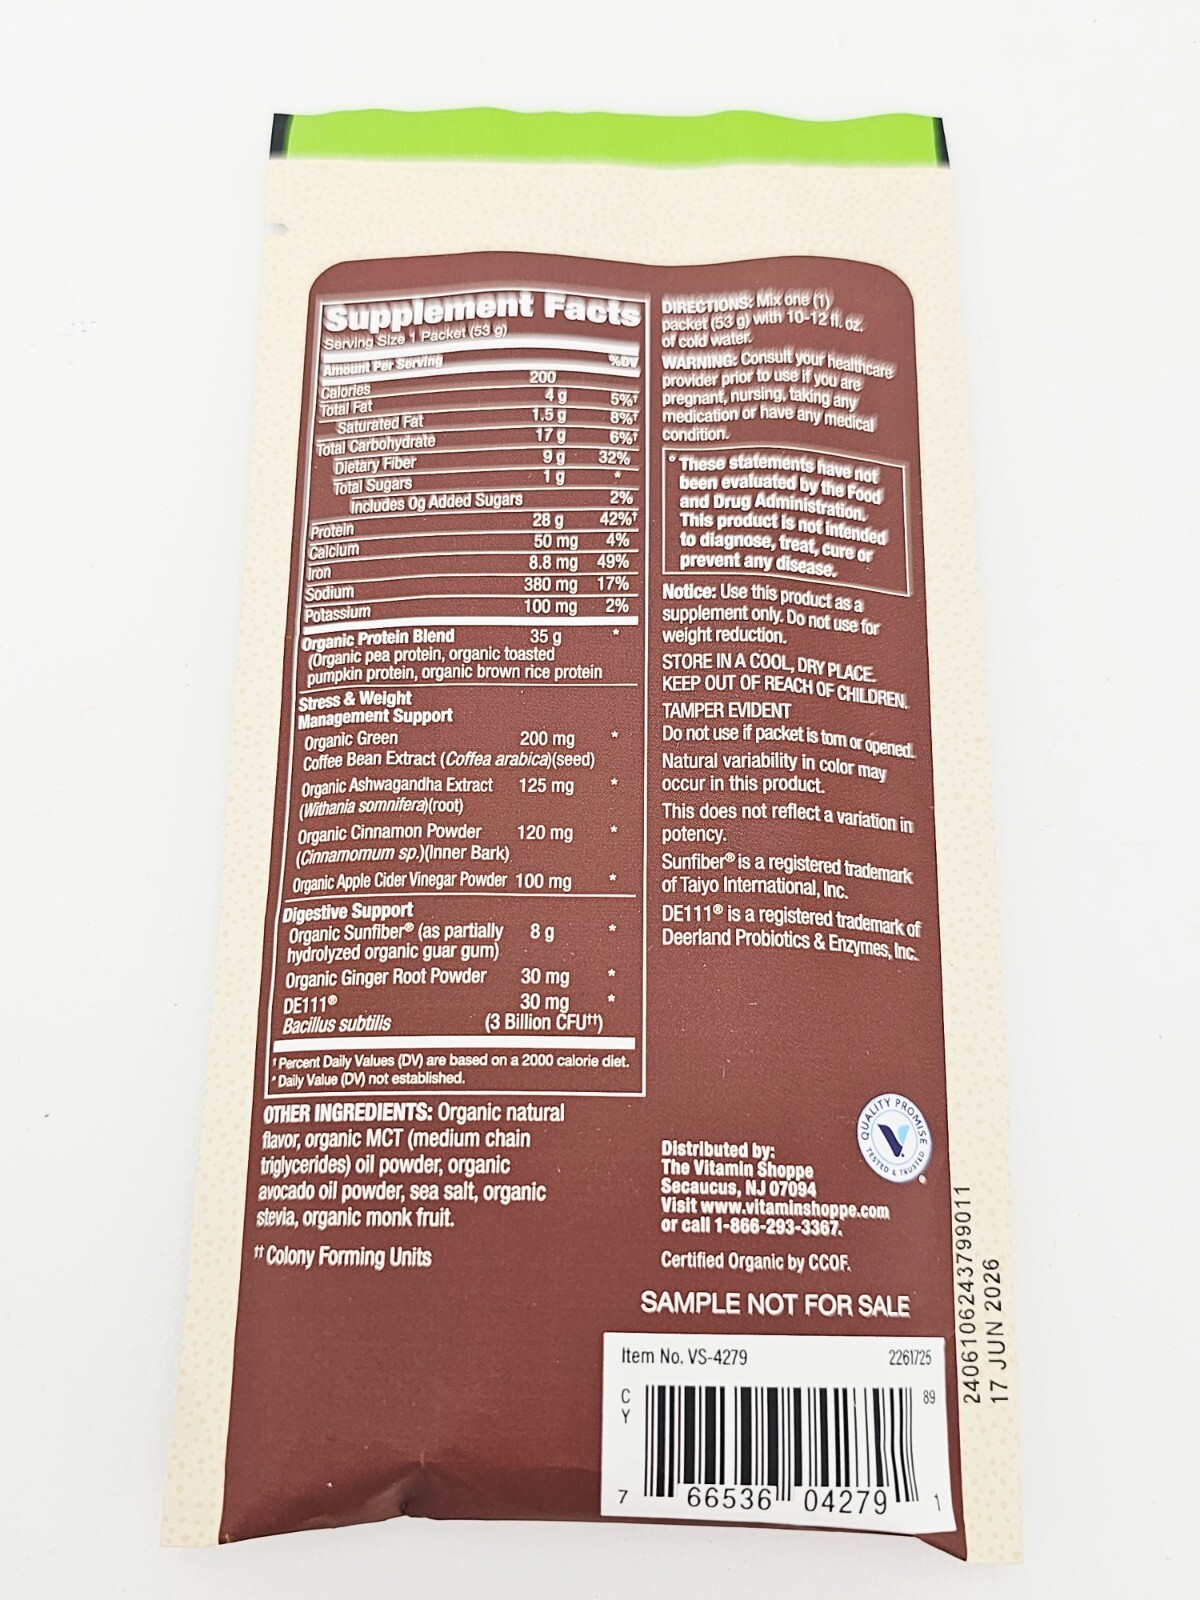 Supplement Facts
Serving Size 1 Packet (53 g)
Amount Per Serving %DV
Calories 200
Total Fat 4 g 5%†
Saturated Fat 1.5 g 8%†
Total Carbohydrate 17 g 6%†
Dietary Fiber 9 g 32%
Total Sugars 1 g *
Includes 0g Added Sugars 2%
Protein 28 g 42%†
Calcium 50 mg 4%
Iron 8.8 mg 49%
Sodium 380 mg 17%
Potassium 100 mg 2%
Organic Protein Blend 35 g *
(Organic pea protein, organic toasted
pumpkin protein, organic brown rice protein
Stress & Weight
Management Support
Organic Green 200 mg *
Coffee Bean Extract (Coffea arabica)(seed)
Organic Ashwagandha Extract 125 mg *
(Withania somnifera)(root)
Organic Cinnamon Powder 120 mg *
(Cinnamomum sp.)(Inner Bark)
Organic Apple Cider Vinegar Powder 100 mg *
Digestive Support
Organic Sunfiber® (as partially 8 g *
hydrolyzed organic guar gum)
Organic Ginger Root Powder 30 mg *
DE111® 30 mg *
Bacillus subtilis (3 Billion CFU††)
† Percent Daily Values (DV) are based on a 2000 calorie diet.
* Daily Value (DV) not established.
OTHER INGREDIENTS: Organic natural
flavor, organic MCT (medium chain
triglycerides) oil powder, organic
avocado oil powder, sea salt, organic
stevia, organic monk fruit.
†† Colony Forming Units
DIRECTIONS: Mix one (1)
packet (53 g) with 10-12 fl. oz.
of cold water.
WARNING: Consult your healthcare
provider prior to use if you are
pregnant, nursing, taking any
medication or have any medical
condition.
° These statements have not
been evaluated by the Food
and Drug Administration.
This product is not intended
to diagnose, treat, cure or
prevent any disease.
Notice: Use this product as a
supplement only. Do not use for
weight reduction.
STORE IN A COOL, DRY PLACE.
KEEP OUT OF REACH OF CHILDREN.
TAMPER EVIDENT
Do not use if packet is torn or opened.
Natural variability in color may
occur in this product.
This does not reflect a variation in
potency.
Sunfiber® is a registered trademark
of Taiyo International, Inc.
DE111® is a registered trademark of
Deerland Probiotics & Enzymes, Inc.
QUALITY PROMISE
TESTED & TRUSTED
Distributed by:
The Vitamin Shoppe
Secaucus, NJ 07094
Visit www.vitaminshoppe.com
or call 1-866-293-3367.
Certified Organic by CCOF.
SAMPLE NOT FOR SALE
Item No. VS-4279 2261725
C
Y
89
7 66536 04279 1
2406106243799011
17 JUN 2026